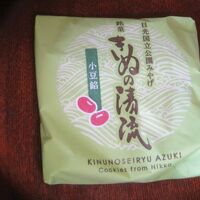 日光国立公園みやげ
銘菓
きぬの清流
小豆餡
KINUNOSEIRYU AZUKI
Cookies from Nikko.